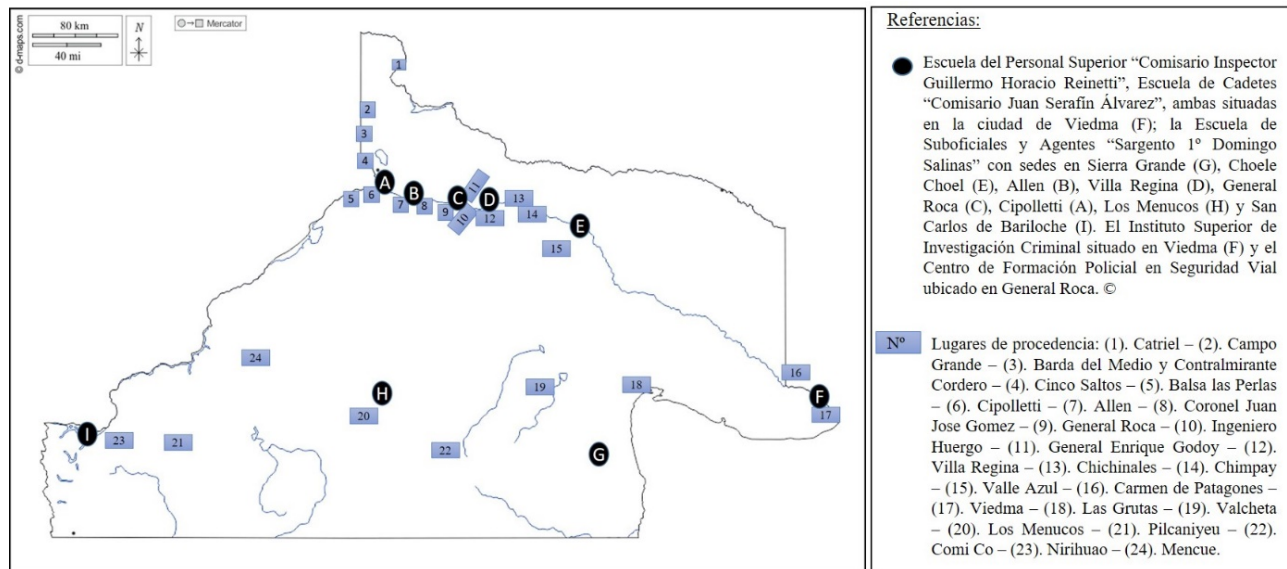 80 km
40 mi
N
Mercator
© d-maps.com
1
2
3
4
A
5
6
B
7
8
C
11
9
10
D
12
13
14
E
15
24
H
20
19
18
16
F
17
I
23
21
22
G
Referencias:
Escuela del Personal Superior “Comisario Inspector
Guillermo Horacio Reinetti”, Escuela de Cadetes
“Comisario Juan Serafín Álvarez”, ambas situadas
en la ciudad de Viedma (F); la Escuela de
Suboficiales y Agentes “Sargento 1º Domingo
Salinas” con sedes en Sierra Grande (G), Choele
Choel (E), Allen (B), Villa Regina (D), General
Roca (C), Cipolletti (A), Los Menucos (H) y San
Carlos de Bariloche (I). El Instituto Superior de
Investigación Criminal situado en Viedma (F) y el
Centro de Formación Policial en Seguridad Vial
ubicado en General Roca. ©
Nº
Lugares de procedencia: (1). Catriel – (2). Campo
Grande – (3). Barda del Medio y Contralmirante
Cordero – (4). Cinco Saltos – (5). Balsa las Perlas
– (6). Cipolletti – (7). Allen – (8). Coronel Juan
Jose Gomez – (9). General Roca – (10). Ingeniero
Huergo – (11). General Enrique Godoy – (12).
Villa Regina – (13). Chichinales – (14). Chimpay
– (15). Valle Azul – (16). Carmen de Patagones –
(17). Viedma – (18). Las Grutas – (19). Valcheta
– (20). Los Menucos – (21). Pilcaniyeu – (22).
Comi Co – (23). Nirihuao – (24). Mencue.